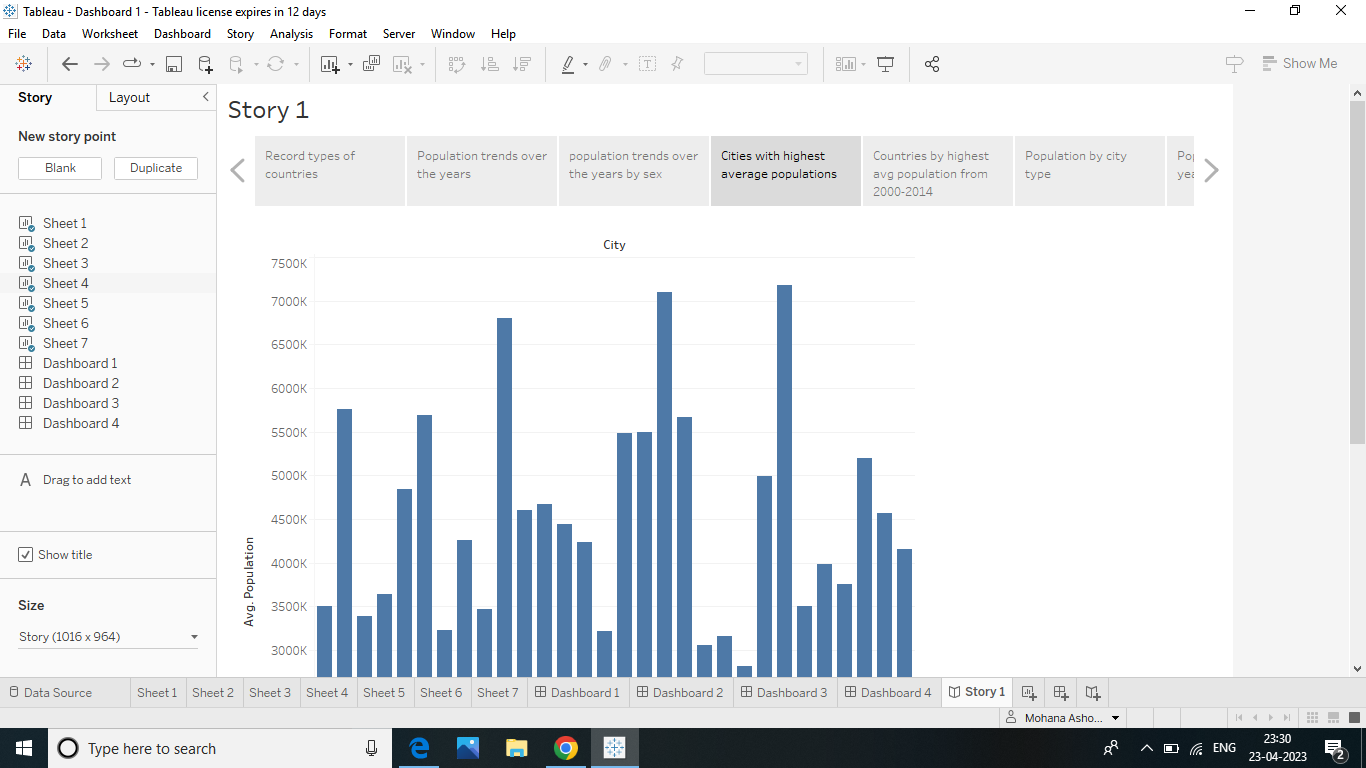 Tableau - Dashboard 1 - Tableau license expires in 12 days
File Data Worksheet Dashboard Story Analysis Format Server Window Help
Show Me
Story Layout
New story point
Blank Duplicate
Sheet 1
Sheet 2
Sheet 3
Sheet 4
Sheet 5
Sheet 6
Sheet 7
Dashboard 1
Dashboard 2
Dashboard 3
Dashboard 4
A Drag to add text
Show title
Size
Story (1016 x 964)
Story 1
Record types of
countries
Population trends over
the years
population trends over
the years by sex
Cities with highest
average populations
Countries by highest
avg population from
2000-2014
Population by city
type
City
Avg. Population
7500K
7000K
6500K
6000K
5500K
5000K
4500K
4000K
3500K
3000K
Data Source Sheet 1 Sheet 2 Sheet 3 Sheet 4 Sheet 5 Sheet 6 Sheet 7 Dashboard 1 Dashboard 2 Dashboard 3 Dashboard 4 Story 1
Mohana Asho...
Type here to search
ENG
23:30
23-04-2023
2